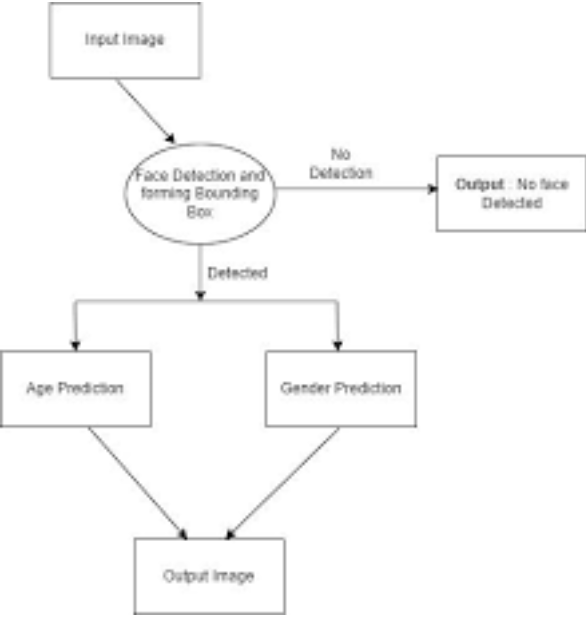 Input Image
Face Detection and
forming Bounding
Box
No
Detection
Output : No face
Detected
Detected
Age Prediction
Gender Prediction
Output Image